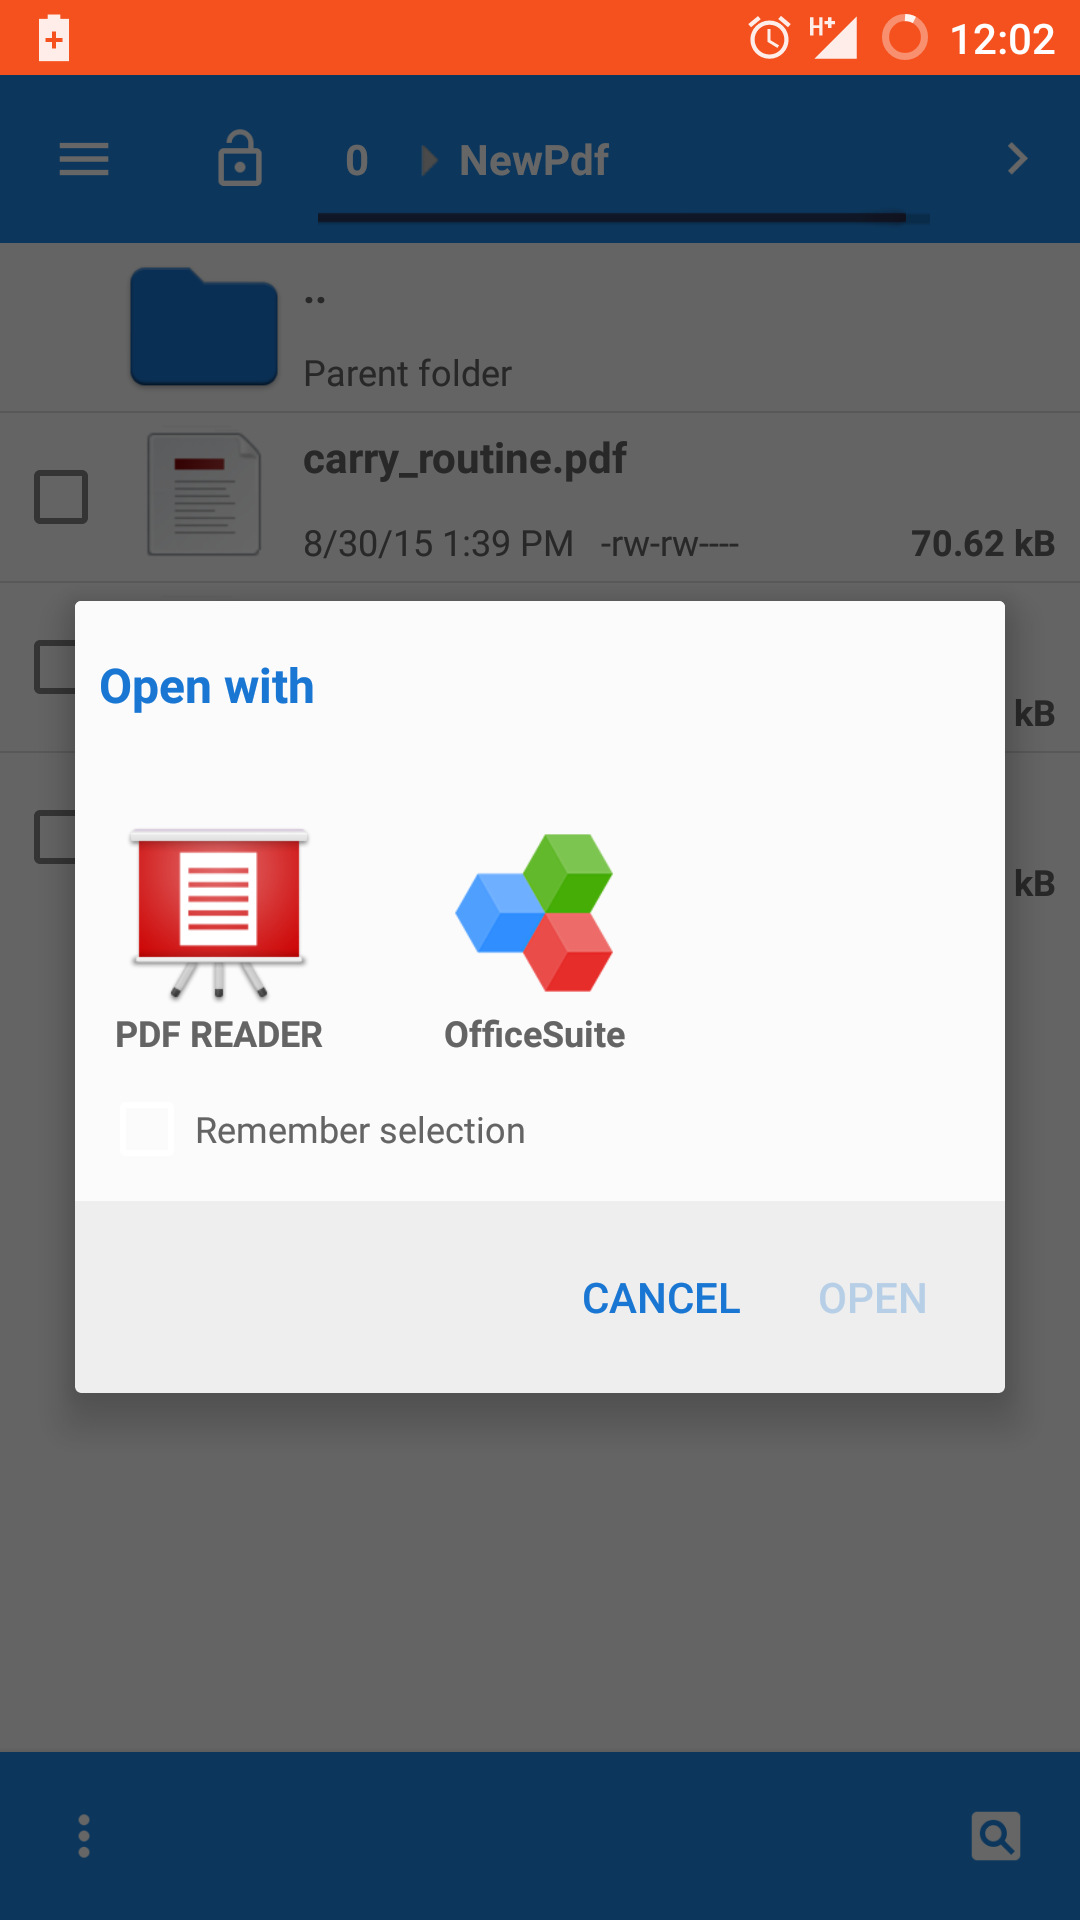 H+ 12:02
0 NewPdf
..
Parent folder
carry_routine.pdf
8/30/15 1:39 PM -rw-rw---- 70.62 kB
kB
kB
Open with
PDF READER OfficeSuite
Remember selection
CANCEL OPEN